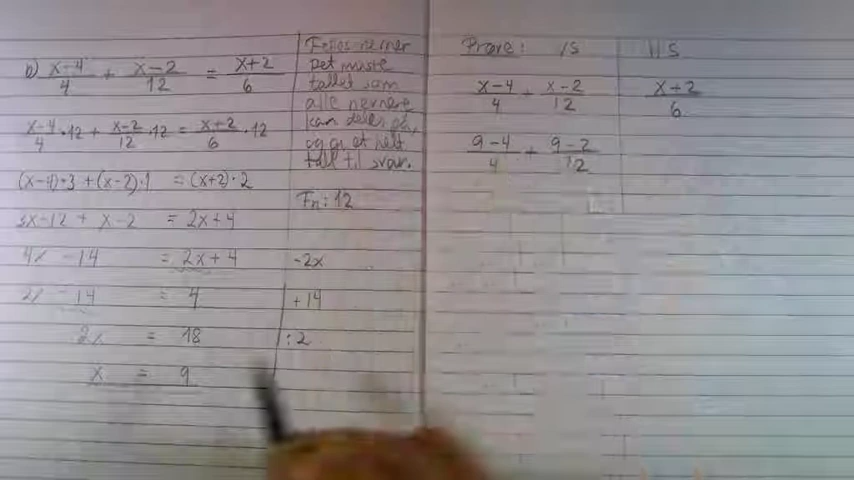 b) x-4/4 + x-2/12 = x+2/6
x-4/4 · 12 + x-2/12 · 12 = x+2/6 · 12
(x-4)·3 + (x-2)·1 = (x+2)·2
3x-12 + x-2 = 2x+4
4x -14 = 2x+4 -2x
2x -14 = 4 +14
2x = 18 :2
x = 9
Felles nevner
Det minste
tallet som
alle nevnere
kan deles på,
og gi et helt
tall til svar.
Fn: 12
Prøve: VS HS
x-4/4 + x-2/12 x+2/6
9-4/4 + 9-2/12